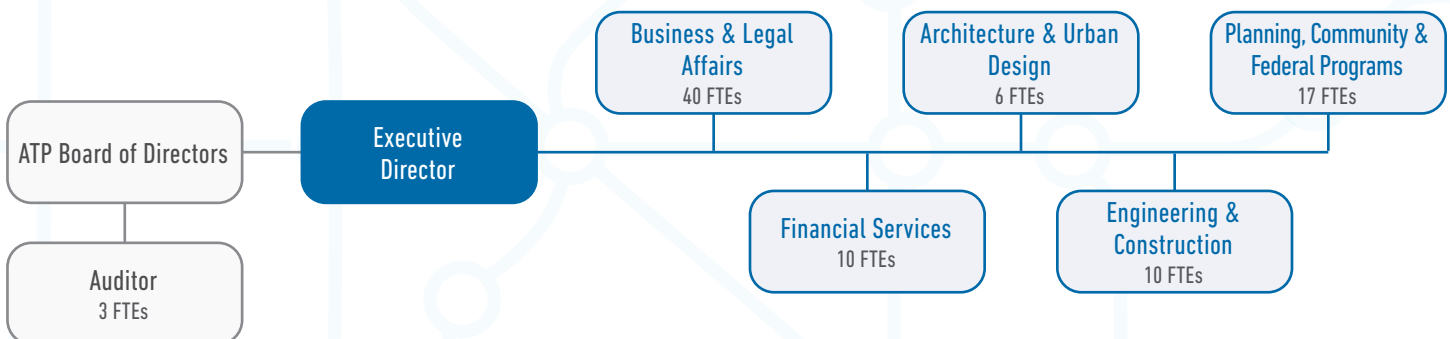 Business & Legal
Affairs
40 FTEs
Architecture & Urban
Design
6 FTEs
Planning, Community &
Federal Programs
17 FTEs
ATP Board of Directors
Executive
Director
Financial Services
10 FTEs
Engineering &
Construction
10 FTEs
Auditor
3 FTEs